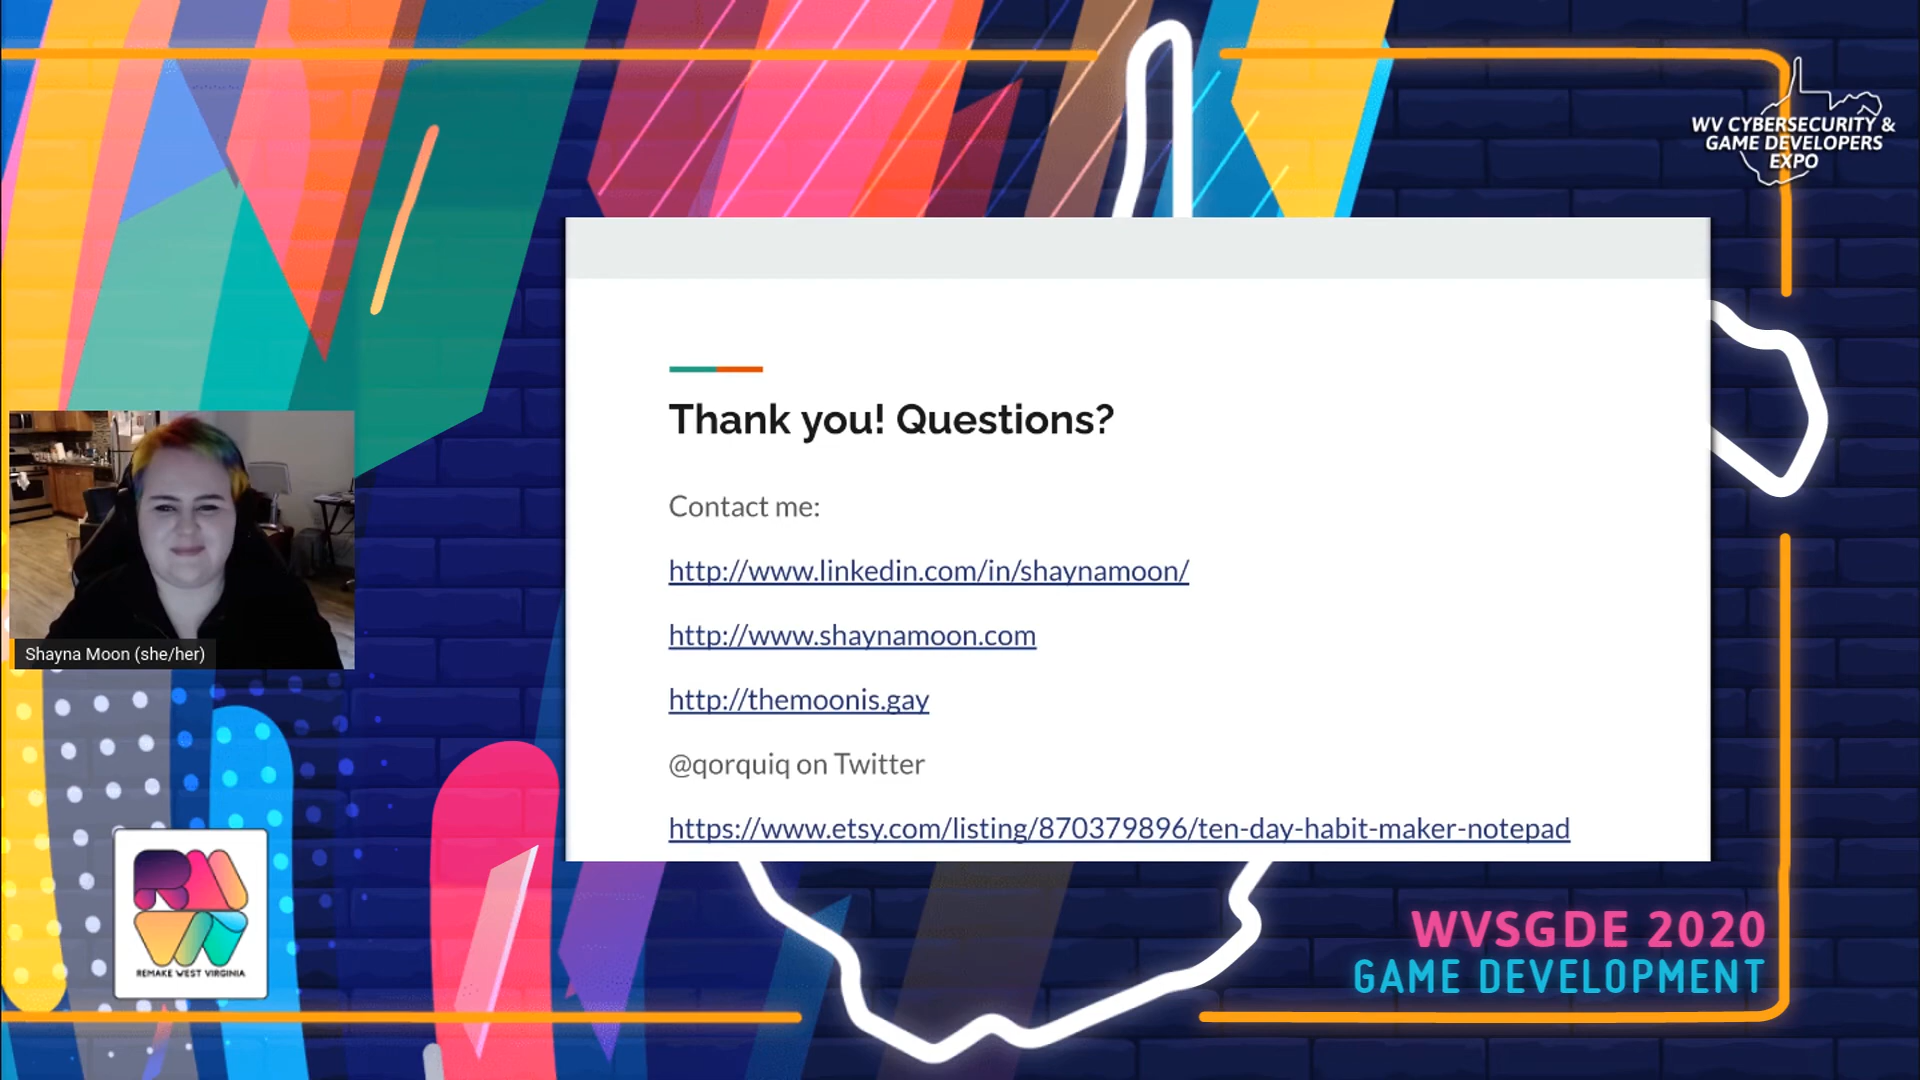 WV CYBERSECURITY &
GAME DEVELOPERS
EXPO
Thank you! Questions?
Contact me:
http://www.linkedin.com/in/shaynamoon/
http://www.shaynamoon.com
http://themoonis.gay
@qorquiq on Twitter
https://www.etsy.com/listing/870379896/ten-day-habit-maker-notepad
Shayna Moon (she/her)
REMAKE WEST VIRGINIA
WVSGDE 2020
GAME DEVELOPMENT